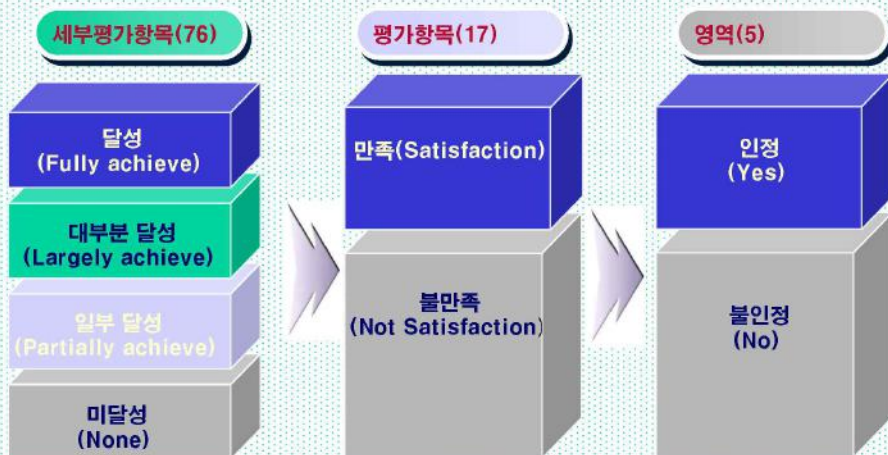 세부평가항목(76)
평가항목(17)
영역(5)
달성
(Fully achieve)
대부분 달성
(Largely achieve)
일부 달성
(Partially achieve)
미달성
(None)
만족(Satisfaction)
불만족
(Not Satisfaction)
인정
(Yes)
불인정
(No)